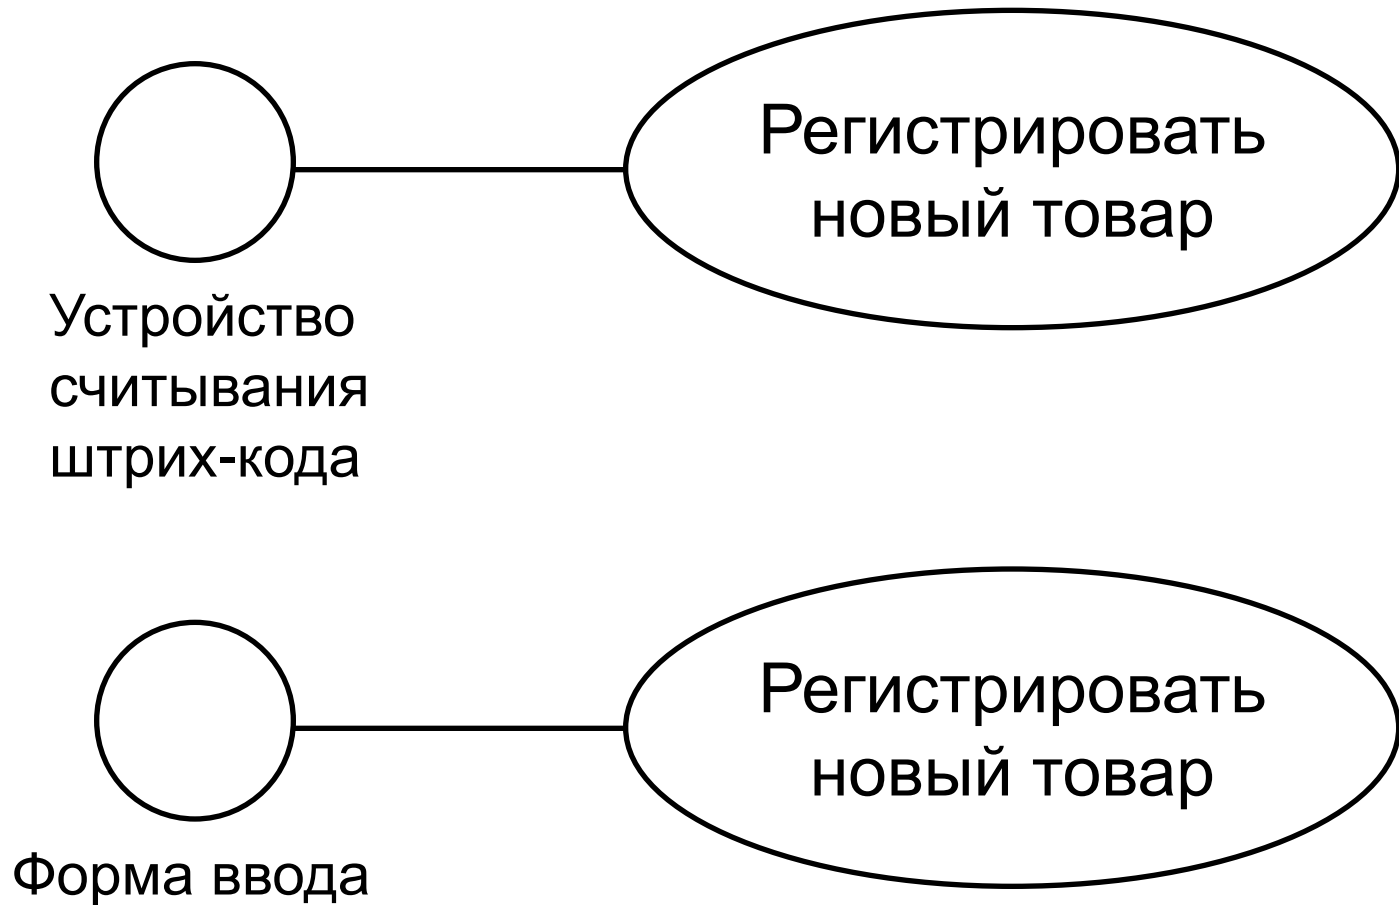 Регистрировать
новый товар
Устройство
считывания
штрих-кода
Регистрировать
новый товар
Форма ввода